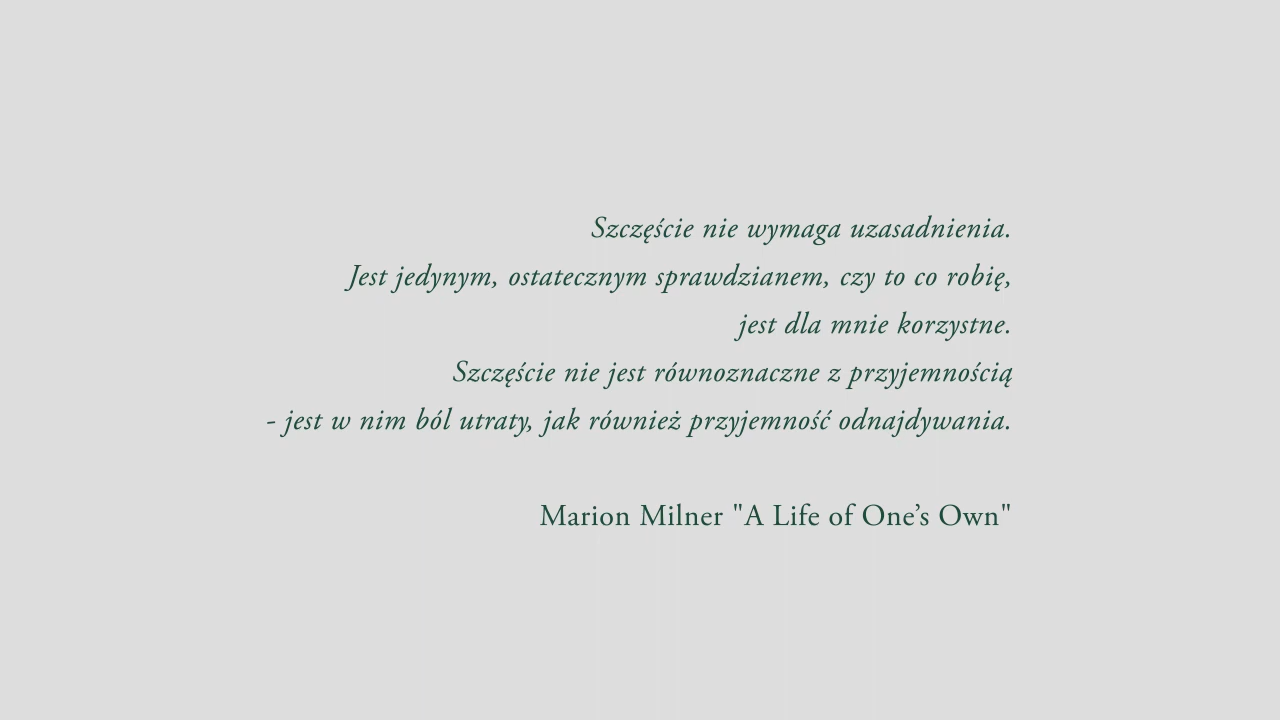 Szczęście nie wymaga uzasadnienia.
Jest jedynym, ostatecznym sprawdzianem, czy to co robię,
jest dla mnie korzystne.
Szczęście nie jest równoznaczne z przyjemnością
- jest w nim ból utraty, jak również przyjemność odnajdywania.
Marion Milner "A Life of One’s Own"